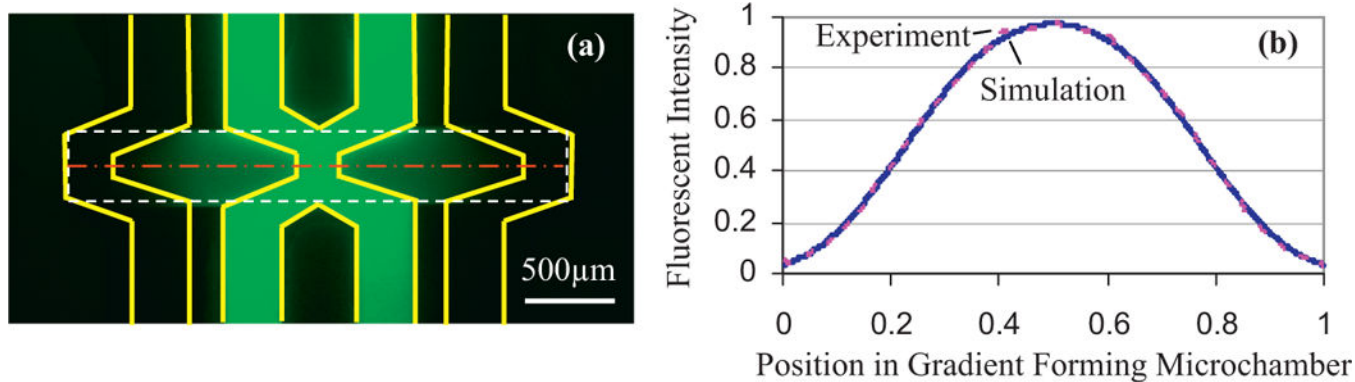 (a)
500µm
(b)
Fluorescent Intensity
1
0.8
0.6
0.4
0.2
0
Experiment
Simulation
0 0.2 0.4 0.6 0.8 1
Position in Gradient Forming Microchamber